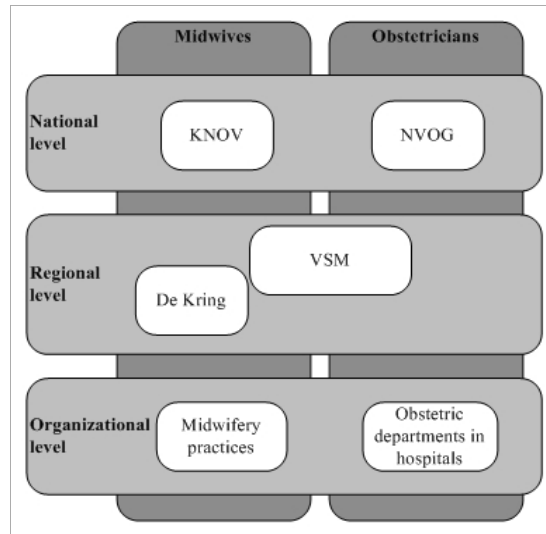 Midwives
Obstetricians
National
level
KNOV
NVOG
Regional
level
VSM
De Kring
Organizational
level
Midwifery
practices
Obstetric
departments in
hospitals